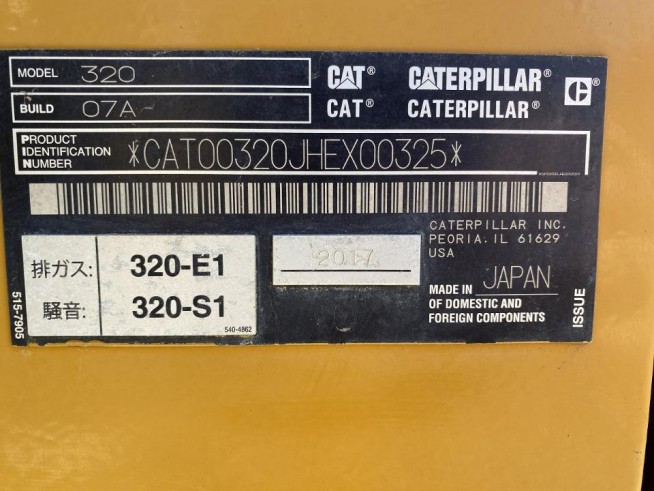 MODEL 320
BUILD 07A
CAT® CATERPILLAR®
CAT® CATERPILLAR®
PRODUCT IDENTIFICATION NUMBER *CAT00320JHEX00325*
CATERPILLAR INC.
PEORIA, IL 61629
USA
排ガス: 320-E1
騒音: 320-S1
540-4862
2017
MADE IN JAPAN
OF DOMESTIC AND
FOREIGN COMPONENTS
ISSUE
515-7905